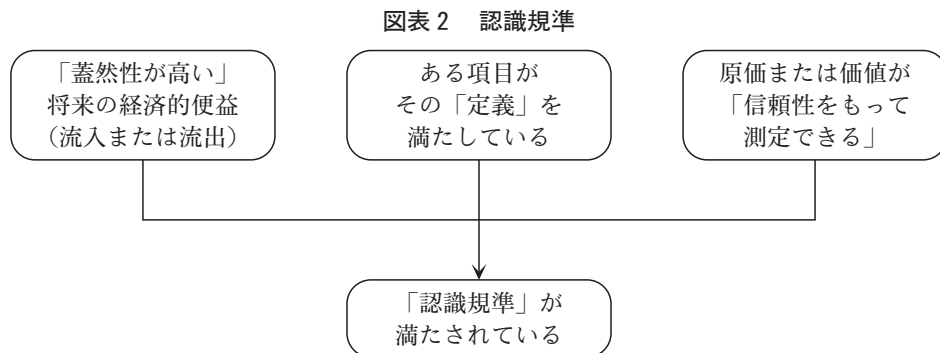 図表2　認識規準
「蓋然性が高い」
将来の経済的便益
（流入または流出）
ある項目が
その「定義」を
満たしている
原価または価値が
「信頼性をもって
測定できる」
「認識規準」が
満たされている